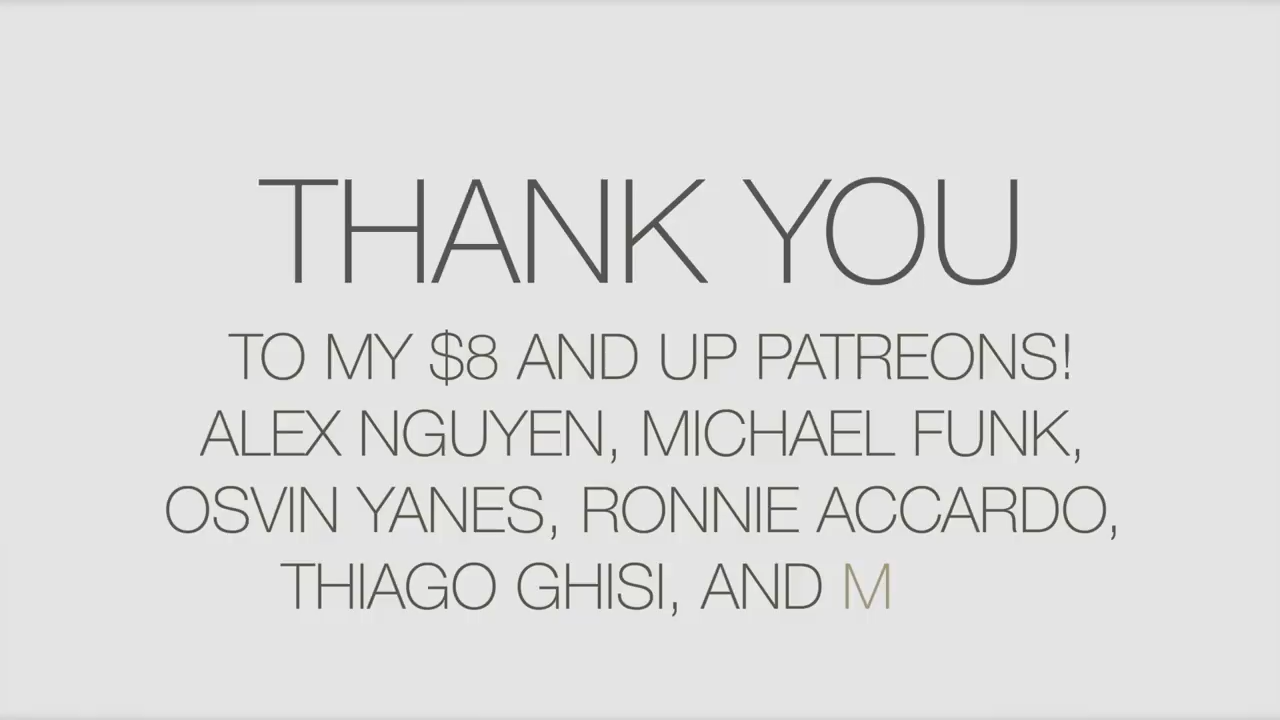 THANK YOU
TO MY $8 AND UP PATREONS!
ALEX NGUYEN, MICHAEL FUNK,
OSVIN YANES, RONNIE ACCARDO,
THIAGO GHISI, AND M